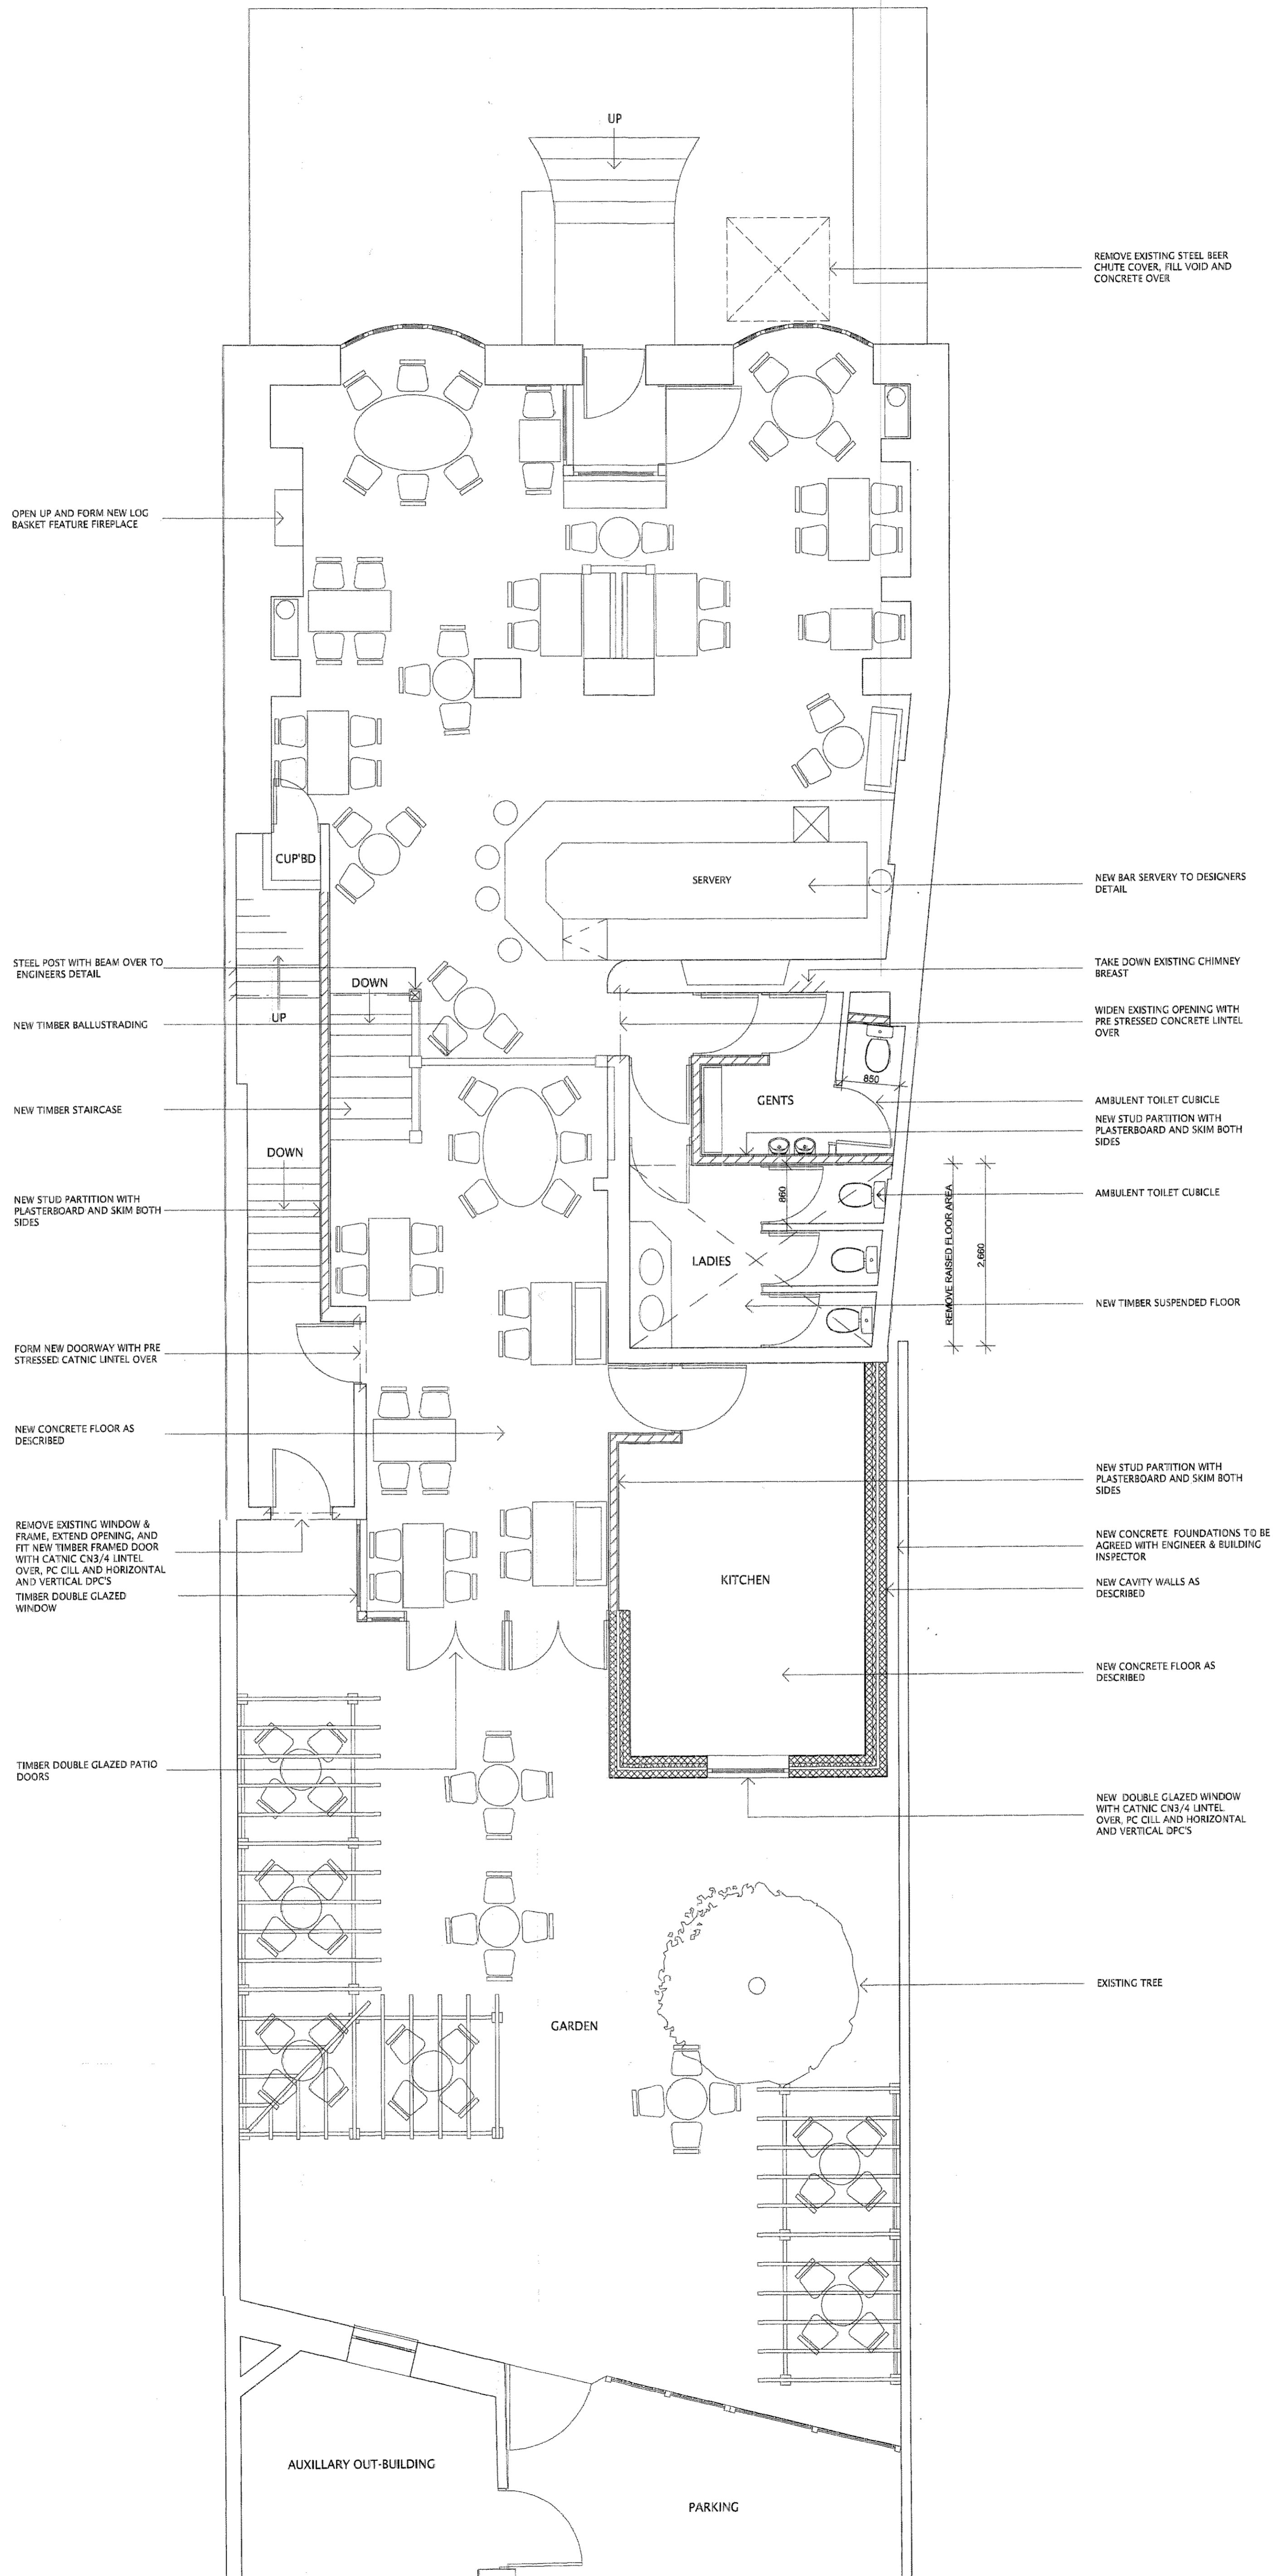 UP
REMOVE EXISTING STEEL BEER
CHUTE COVER, FILL VOID AND
CONCRETE OVER
OPEN UP AND FORM NEW LOG
BASKET FEATURE FIREPLACE
CUP'BD
SERVERY
NEW BAR SERVERY TO DESIGNERS
DETAIL
STEEL POST WITH BEAM OVER TO
ENGINEERS DETAIL
DOWN
TAKE DOWN EXISTING CHIMNEY
BREAST
UP
NEW TIMBER BALLUSTRADING
WIDEN EXISTING OPENING WITH
PRE STRESSED CONCRETE LINTEL
OVER
850
GENTS
AMBULENT TOILET CUBICLE
NEW TIMBER STAIRCASE
NEW STUD PARTITION WITH
PLASTERBOARD AND SKIM BOTH
SIDES
DOWN
860
AMBULENT TOILET CUBICLE
NEW STUD PARTITION WITH
PLASTERBOARD AND SKIM BOTH
SIDES
REMOVE RAISED FLOOR AREA
2,660
LADIES
NEW TIMBER SUSPENDED FLOOR
FORM NEW DOORWAY WITH PRE
STRESSED CATNIC LINTEL OVER
NEW CONCRETE FLOOR AS
DESCRIBED
NEW STUD PARTITION WITH
PLASTERBOARD AND SKIM BOTH
SIDES
REMOVE EXISTING WINDOW &
FRAME, EXTEND OPENING, AND
FIT NEW TIMBER FRAMED DOOR
WITH CATNIC CN3/4 LINTEL
OVER, PC CILL AND HORIZONTAL
AND VERTICAL DPC'S
TIMBER DOUBLE GLAZED
WINDOW
NEW CONCRETE FOUNDATIONS TO BE
AGREED WITH ENGINEER & BUILDING
INSPECTOR
KITCHEN
NEW CAVITY WALLS AS
DESCRIBED
NEW CONCRETE FLOOR AS
DESCRIBED
TIMBER DOUBLE GLAZED PATIO
DOORS
NEW DOUBLE GLAZED WINDOW
WITH CATNIC CN3/4 LINTEL
OVER, PC CILL AND HORIZONTAL
AND VERTICAL DPC'S
EXISTING TREE
GARDEN
AUXILLARY OUT-BUILDING
PARKING